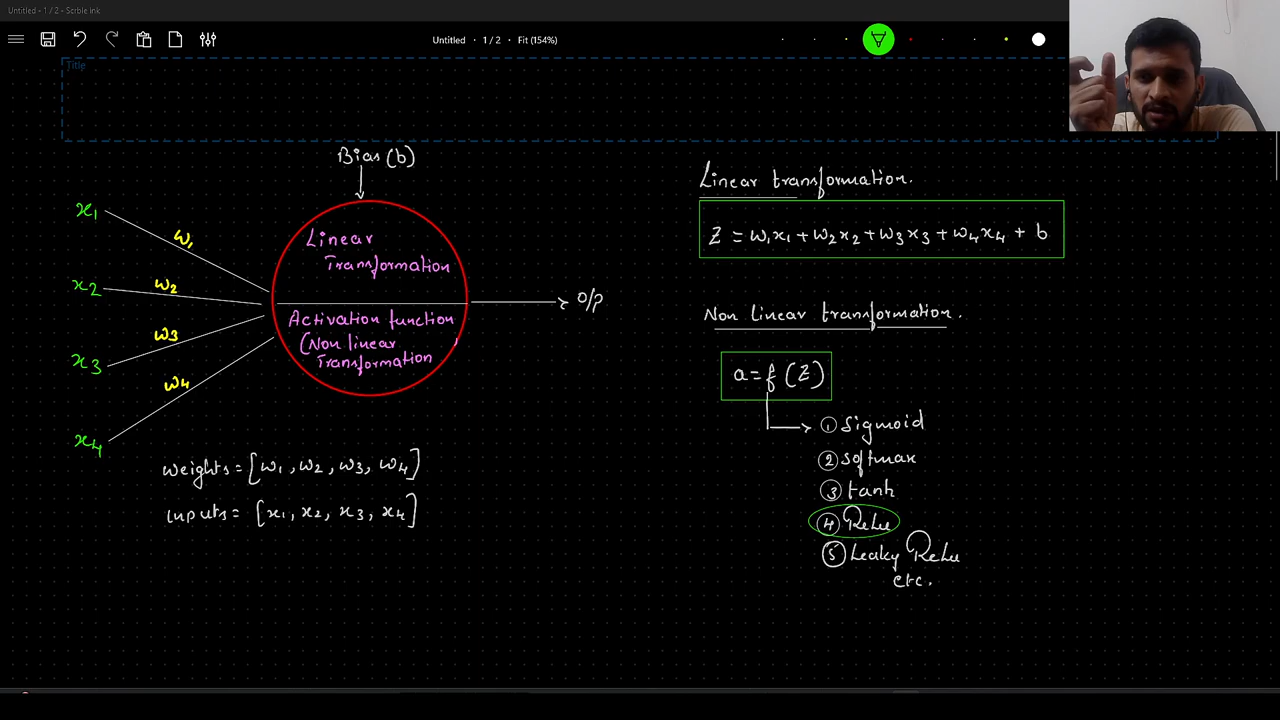 Untitled - 1 / 2 - Scrble Ink
Untitled • 1 / 2 • Fit (154%)
Title
Bias (b)
x1
w1
x2
w2
w3
x3
w4
x4
Linear
Transformation
Activation function
(Non linear
Transformation
O/P
weights = [w1, w2, w3, w4]
inputs = [x1, x2, x3, x4]
Linear transformation.
Z = w1x1 + w2x2 + w3x3 + w4x4 + b
Non linear transformation.
a = f (Z)
① Sigmoid
② softmax
③ tanh
④ Relu
⑤ Leaky Relu
etc.